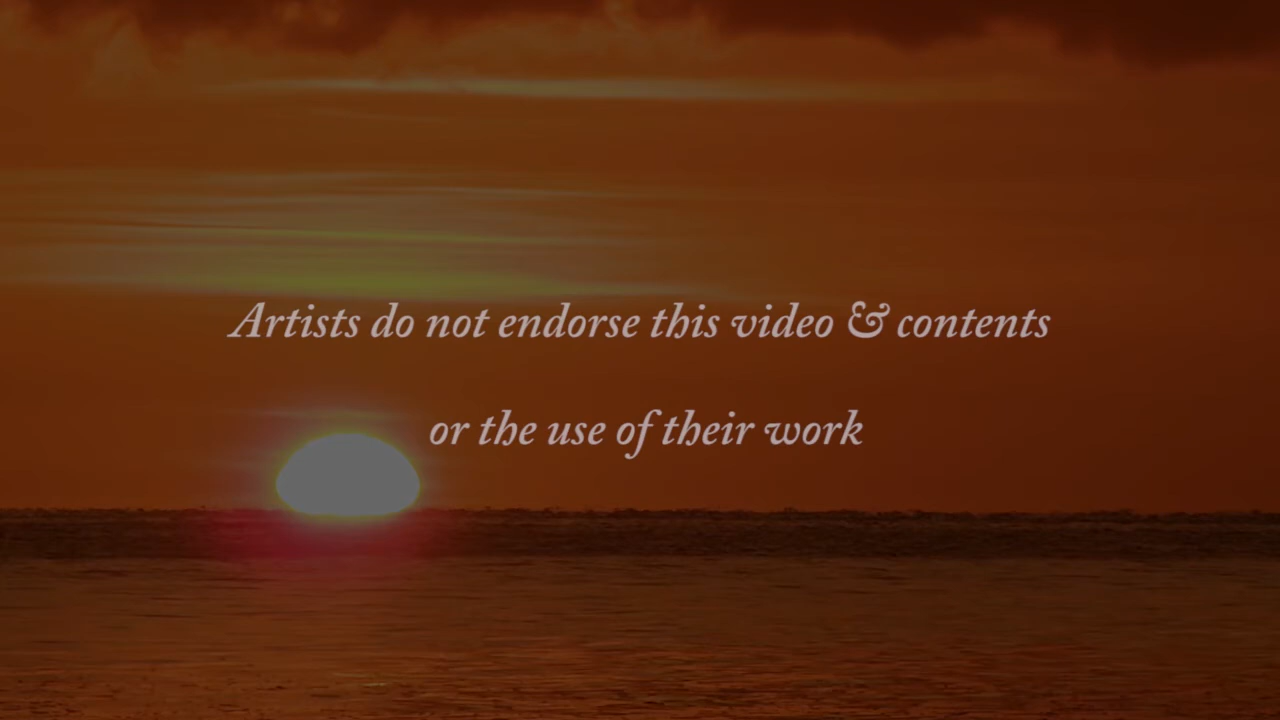 Artists do not endorse this video & contents
or the use of their work